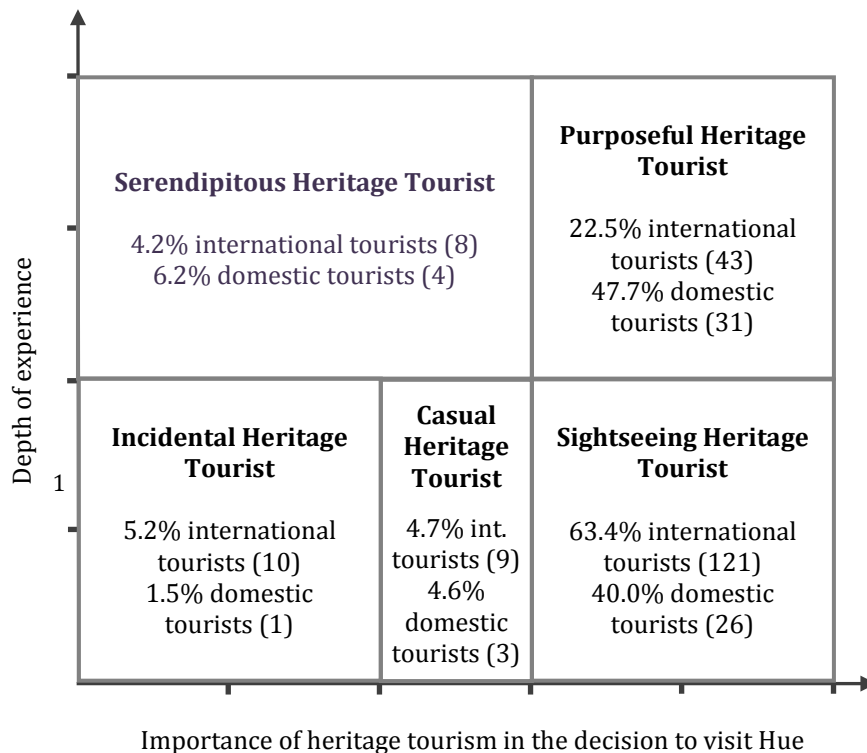 Serendipitous Heritage Tourist
4.2% international tourists (8)
6.2% domestic tourists (4)
Purposeful Heritage
Tourist
22.5% international
tourists (43)
47.7% domestic
tourists (31)
Depth of experience
1
Incidental Heritage
Tourist
5.2% international
tourists (10)
1.5% domestic
tourists (1)
Casual
Heritage
Tourist
4.7% int.
tourists (9)
4.6%
domestic
tourists (3)
Sightseeing Heritage
Tourist
63.4% international
tourists (121)
40.0% domestic
tourists (26)
Importance of heritage tourism in the decision to visit Hue